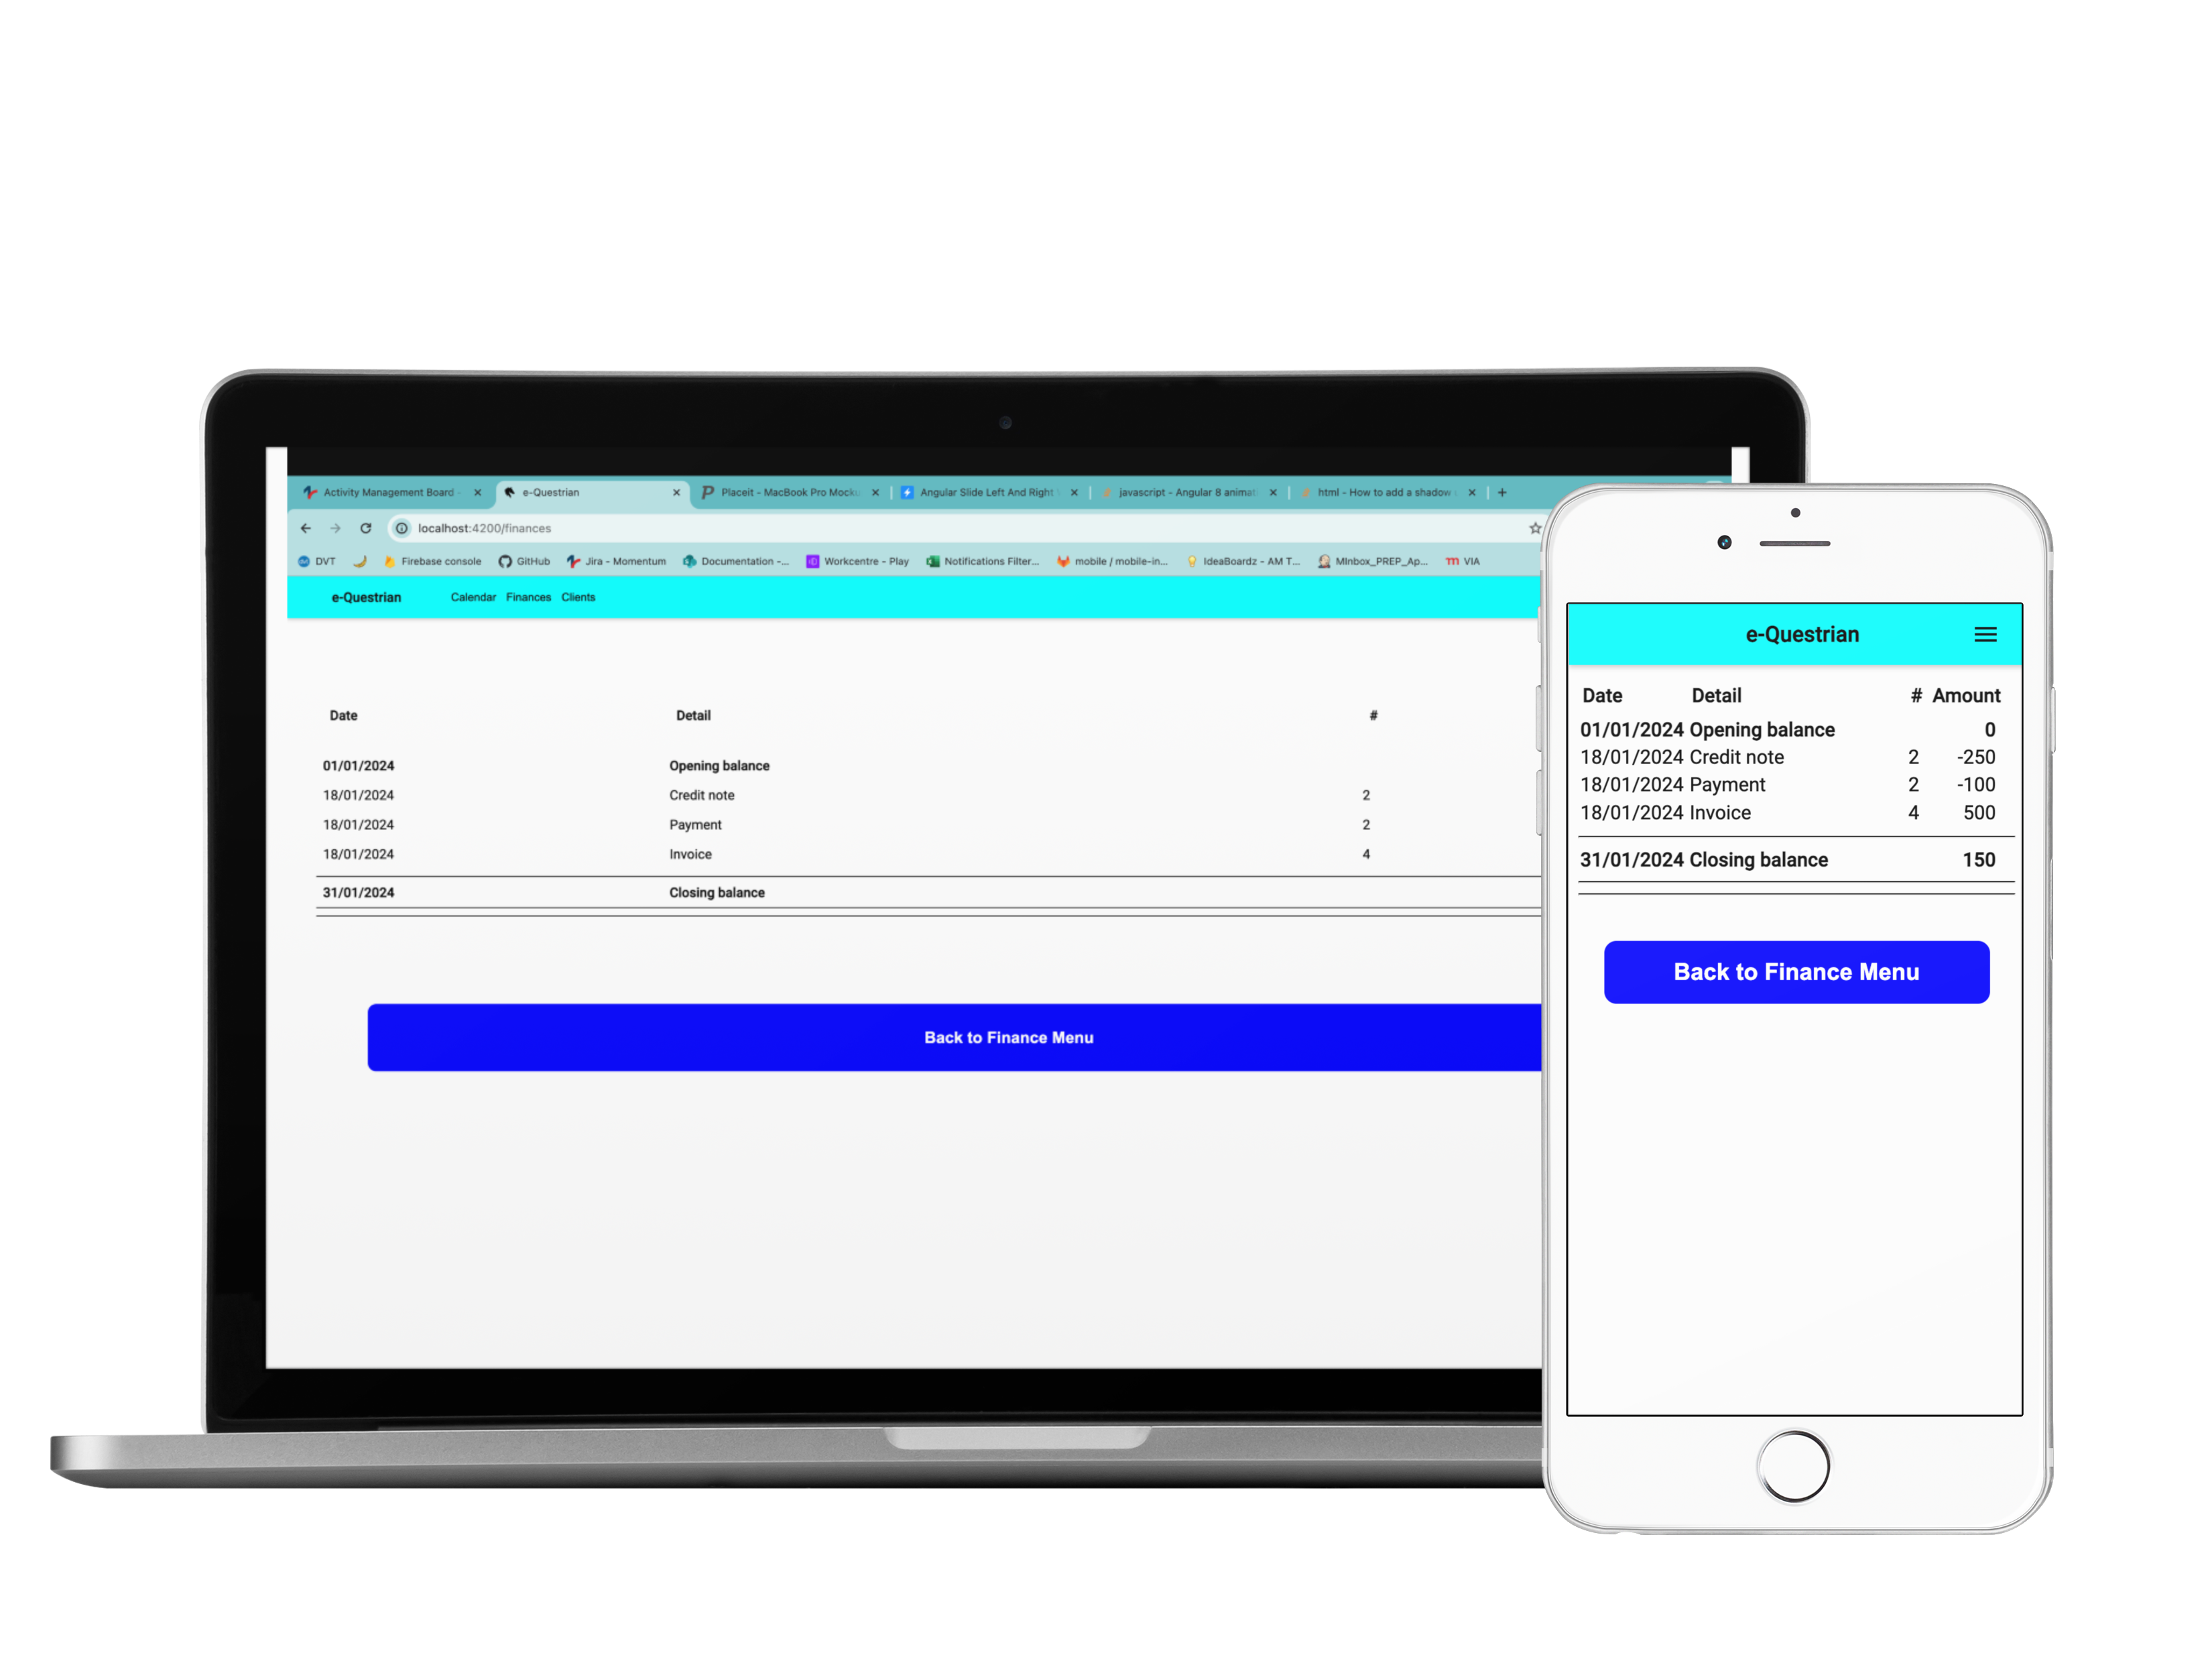 Activity Management Board -
e-Questrian
Placeit - MacBook Pro Mocku
Angular Slide Left And Right
javascript - Angular 8 animat
html - How to add a shadow
localhost:4200/finances
DVT
Firebase console
GitHub
Jira - Momentum
Documentation -...
Workcentre - Play
Notifications Filter...
mobile / mobile-in...
IdeaBoardz - AM T...
MInbox_PREP_Ap...
VIA
e-Questrian Calendar Finances Clients
Date Detail #
01/01/2024 Opening balance
18/01/2024 Credit note 2
18/01/2024 Payment 2
18/01/2024 Invoice 4
31/01/2024 Closing balance
Back to Finance Menu
e-Questrian
Date Detail # Amount
01/01/2024 Opening balance 0
18/01/2024 Credit note 2 -250
18/01/2024 Payment 2 -100
18/01/2024 Invoice 4 500
31/01/2024 Closing balance 150
Back to Finance Menu